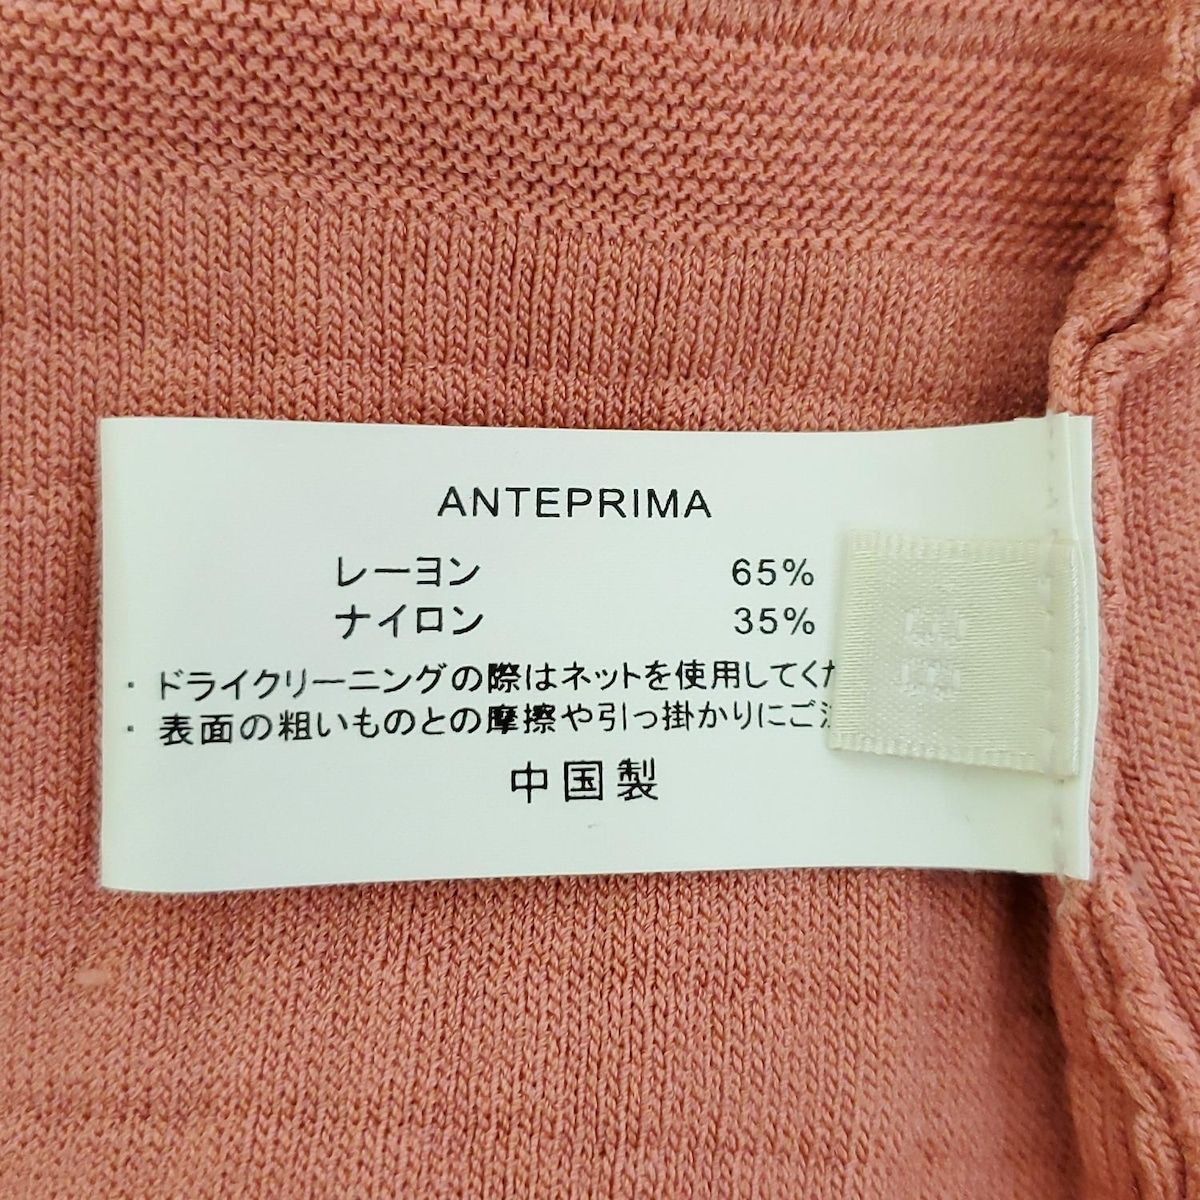 ANTEPRIMA
レーヨン 65%
ナイロン 35%
・ドライクリーニングの際はネットを使用してくだ
・表面の粗いものとの摩擦や引っ掛かりにご注
中国製